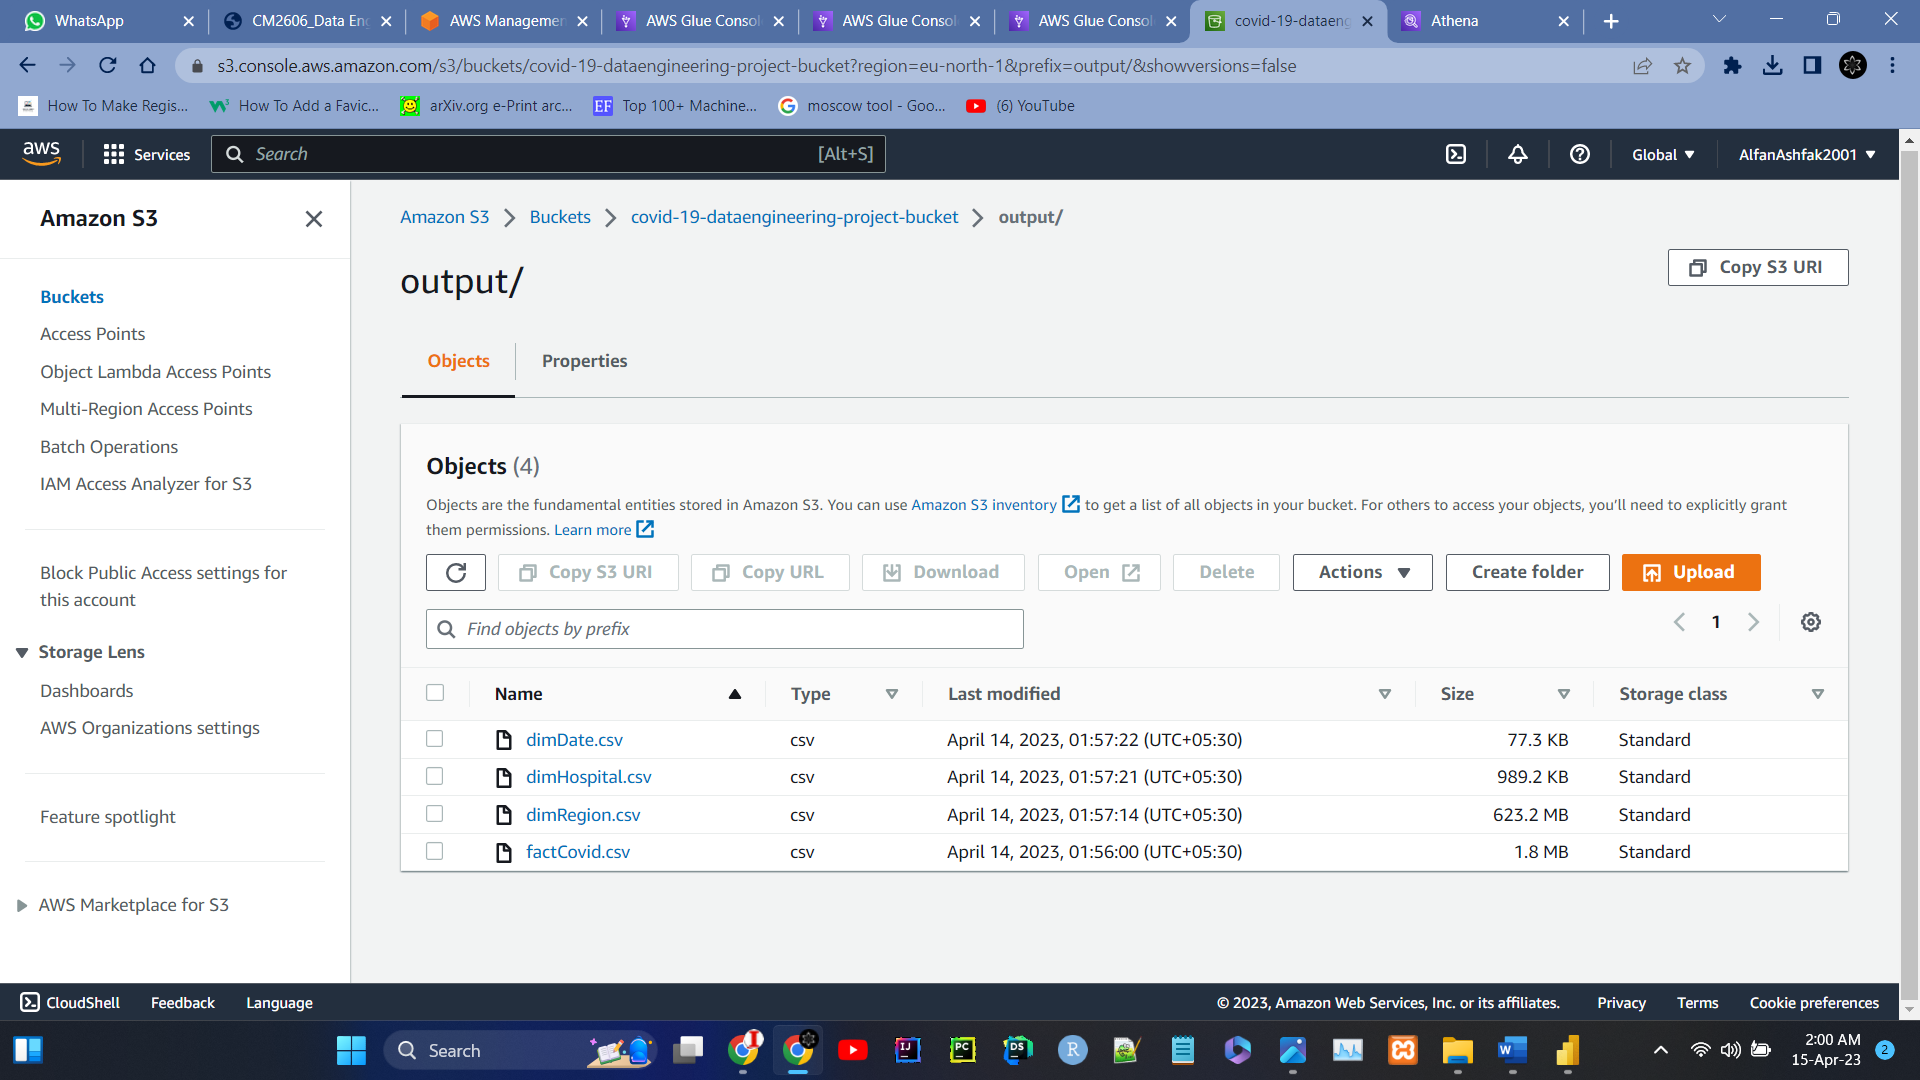 WhatsApp
CM2606_Data En
AWS Managemen
AWS Glue Consol
AWS Glue Consol
AWS Glue Consol
covid-19-dataeng
Athena
s3.console.aws.amazon.com/s3/buckets/covid-19-dataengineering-project-bucket?region=eu-north-1&prefix=output/&showversions=false
How To Make Regis...
How To Add a Favic...
arXiv.org e-Print arc...
EF Top 100+ Machine...
moscow tool - Goo...
(6) YouTube
aws
Services
Search [Alt+S]
Global
AlfanAshfak2001
Amazon S3
Buckets
Access Points
Object Lambda Access Points
Multi-Region Access Points
Batch Operations
IAM Access Analyzer for S3
Block Public Access settings for
this account
Storage Lens
Dashboards
AWS Organizations settings
Feature spotlight
AWS Marketplace for S3
Amazon S3 > Buckets > covid-19-dataengineering-project-bucket > output/
output/
Copy S3 URI
Objects
Properties
Objects (4)
Objects are the fundamental entities stored in Amazon S3. You can use Amazon S3 inventory to get a list of all objects in your bucket. For others to access your objects, you'll need to explicitly grant
them permissions. Learn more
Copy S3 URI
Copy URL
Download
Open
Delete
Actions
Create folder
Upload
Find objects by prefix
1
Name Type Last modified Size Storage class
dimDate.csv csv April 14, 2023, 01:57:22 (UTC+05:30) 77.3 KB Standard
dimHospital.csv csv April 14, 2023, 01:57:21 (UTC+05:30) 989.2 KB Standard
dimRegion.csv csv April 14, 2023, 01:57:14 (UTC+05:30) 623.2 MB Standard
factCovid.csv csv April 14, 2023, 01:56:00 (UTC+05:30) 1.8 MB Standard
CloudShell
Feedback
Language
© 2023, Amazon Web Services, Inc. or its affiliates.
Privacy
Terms
Cookie preferences
Search
IJ
PC
DS
R
W
2:00 AM
15-Apr-23
2